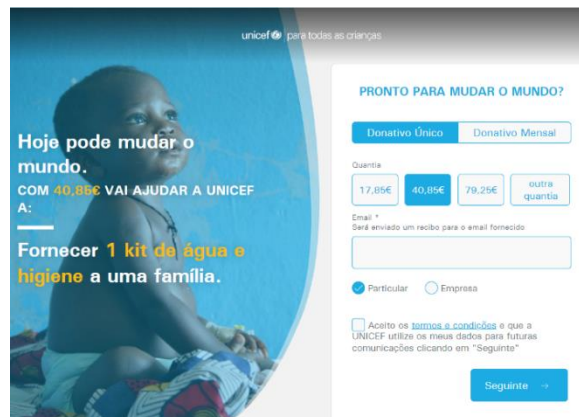 unicef para todas as crianças
Hoje pode mudar o
mundo.
COM 40,85€ VAI AJUDAR A UNICEF
A:
Fornecer 1 kit de água e
higiene a uma família.
PRONTO PARA MUDAR O MUNDO?
Donativo Único Donativo Mensal
Quantia
17,85€ 40,85€ 79,25€ outra
quantia
Email *
Será enviado um recibo para o email fornecido
Particular Empresa
Aceito os termos e condições e que a
UNICEF utilize os meus dados para futuras
comunicações clicando em "Seguinte"
Seguinte →